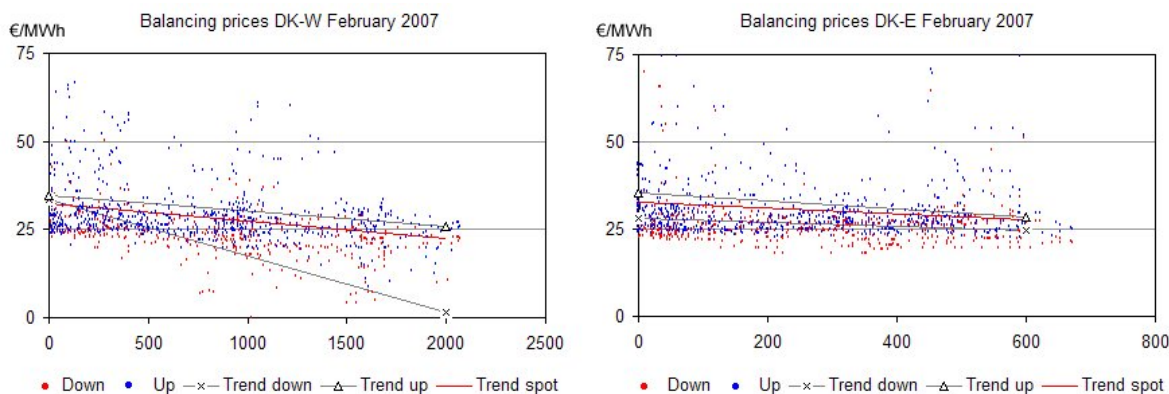 Balancing prices DK-W February 2007
€/MWh
75
50
25
0
0 500 1000 1500 2000 2500
Down Up Trend down Trend up Trend spot
Balancing prices DK-E February 2007
€/MWh
75
50
25
0
0 200 400 600 800
Down Up Trend down Trend up Trend spot